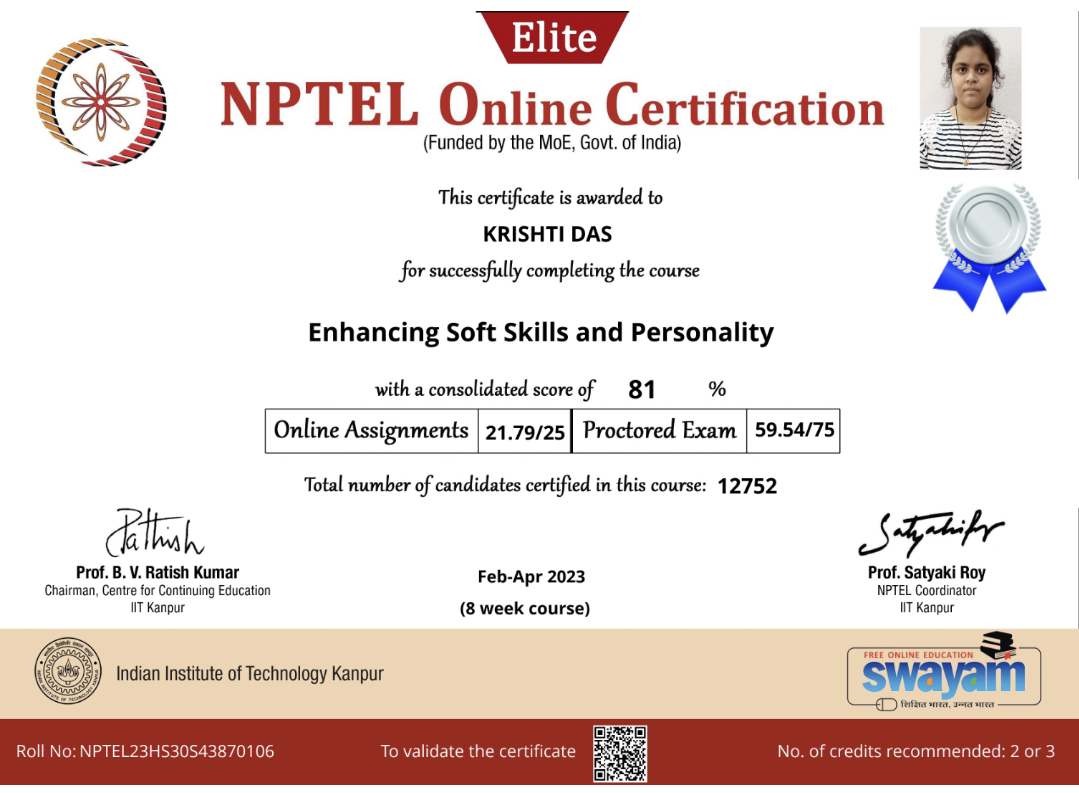 Elite
NPTEL Online Certification
(Funded by the MoE, Govt. of India)
This certificate is awarded to
KRISHTI DAS
for successfully completing the course
Enhancing Soft Skills and Personality
with a consolidated score of 81 %
Online Assignments 21.79/25 Proctored Exam 59.54/75
Total number of candidates certified in this course: 12752
Prof. B. V. Ratish Kumar
Chairman, Centre for Continuing Education
IIT Kanpur
Feb-Apr 2023
(8 week course)
Prof. Satyaki Roy
NPTEL Coordinator
IIT Kanpur
Indian Institute of Technology Kanpur
FREE ONLINE EDUCATION
swayam
शिक्षित भारत, उन्नत भारत
Roll No: NPTEL23HS30S43870106
To validate the certificate
No. of credits recommended: 2 or 3